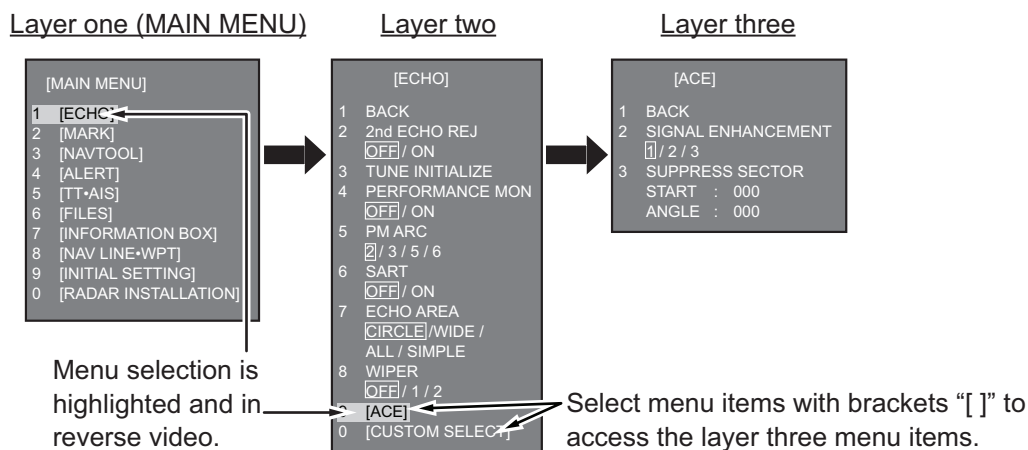 Layer one (MAIN MENU)
Layer two
Layer three
[MAIN MENU]
1 [ECHO]
2 [MARK]
3 [NAVTOOL]
4 [ALERT]
5 [TT•AIS]
6 [FILES]
7 [INFORMATION BOX]
8 [NAV LINE•WPT]
9 [INITIAL SETTING]
0 [RADAR INSTALLATION]
[ECHO]
1 BACK
2 2nd ECHO REJ
OFF / ON
3 TUNE INITIALIZE
4 PERFORMANCE MON
OFF / ON
5 PM ARC
2 / 3 / 5 / 6
6 SART
OFF / ON
7 ECHO AREA
CIRCLE /WIDE /
ALL / SIMPLE
8 WIPER
OFF / 1 / 2
9 [ACE]
0 [CUSTOM SELECT]
[ACE]
1 BACK
2 SIGNAL ENHANCEMENT
1 / 2 / 3
3 SUPPRESS SECTOR
START : 000
ANGLE : 000
Menu selection is
highlighted and in
reverse video.
Select menu items with brackets “[ ]” to
access the layer three menu items.